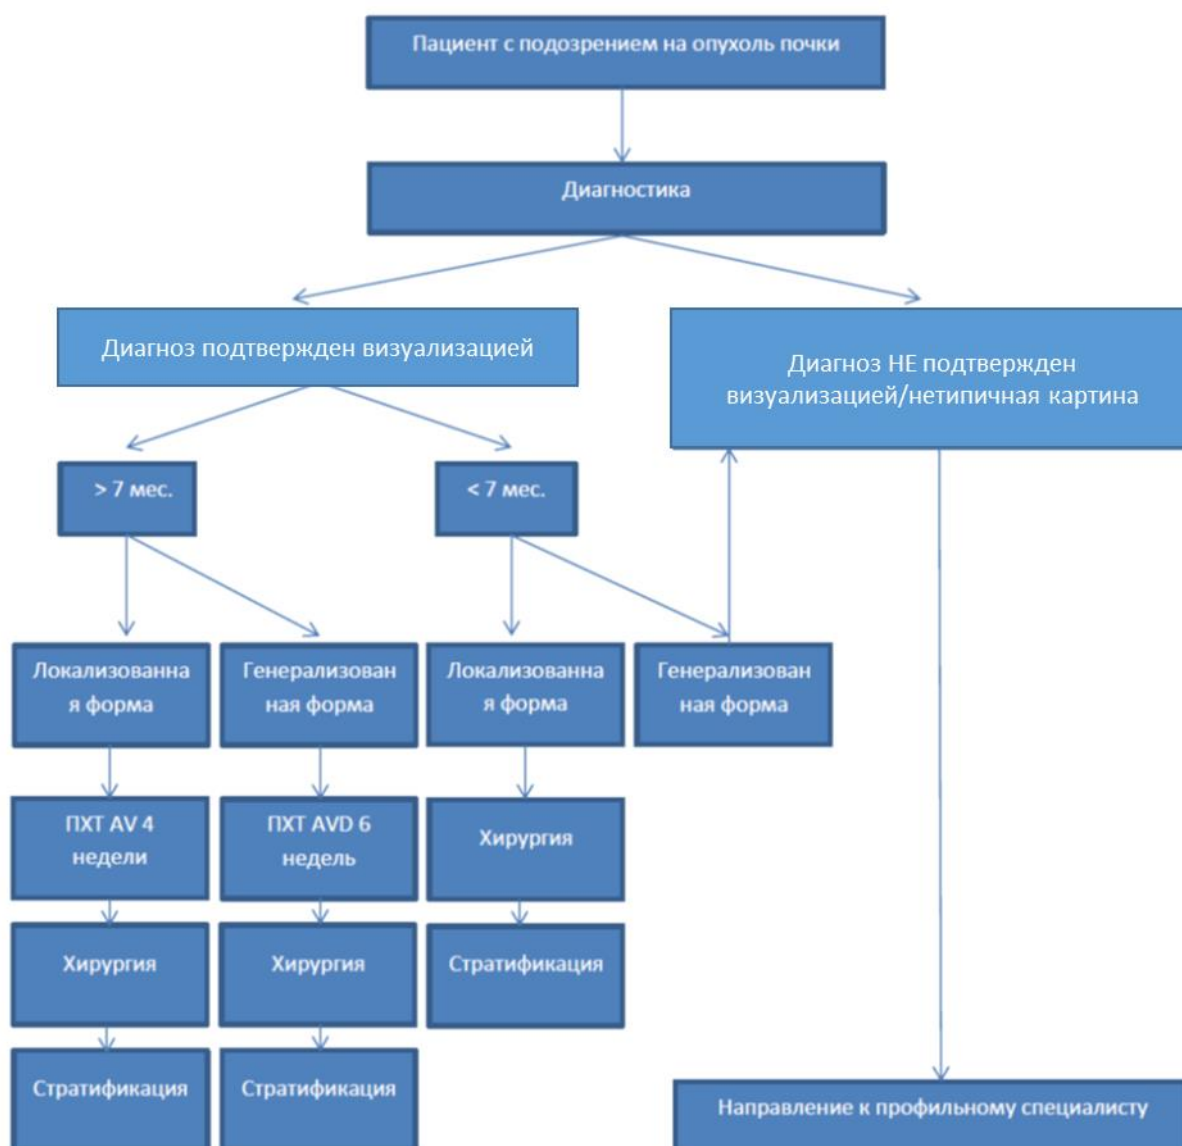 Пациент с подозрением на опухоль почки
Диагностика
Диагноз подтвержден визуализацией
Диагноз НЕ подтвержден
визуализацией/нетипичная картина
> 7 мес.
< 7 мес.
Локализованна
я форма
Генерализован
ная форма
Локализованна
я форма
Генерализован
ная форма
ПХТ AV 4
недели
ПХТ AVD 6
недель
Хирургия
Хирургия
Хирургия
Стратификация
Стратификация
Стратификация
Направление к профильному специалисту